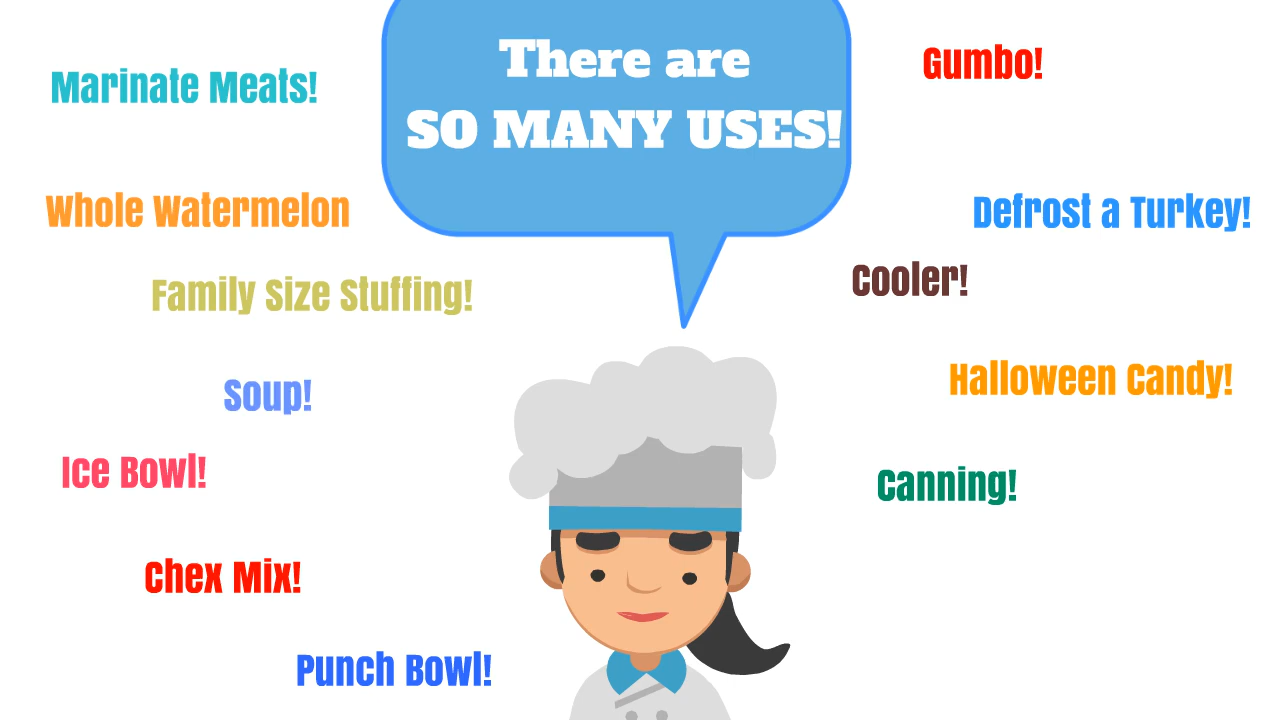 There are
SO MANY USES!
Marinate Meats!
Whole Watermelon
Family Size Stuffing!
Soup!
Ice Bowl!
Chex Mix!
Punch Bowl!
Gumbo!
Defrost a Turkey!
Cooler!
Halloween Candy!
Canning!